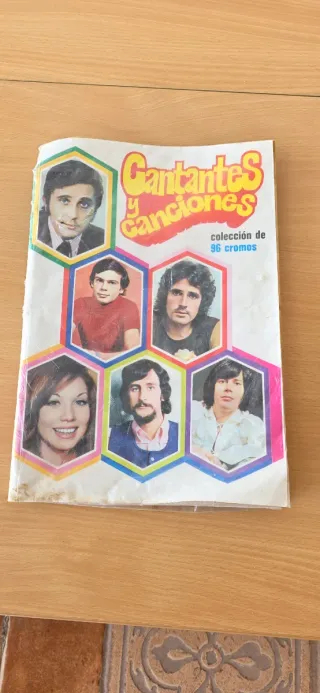 Cantantes
y
canciones
colección de
96 cromos